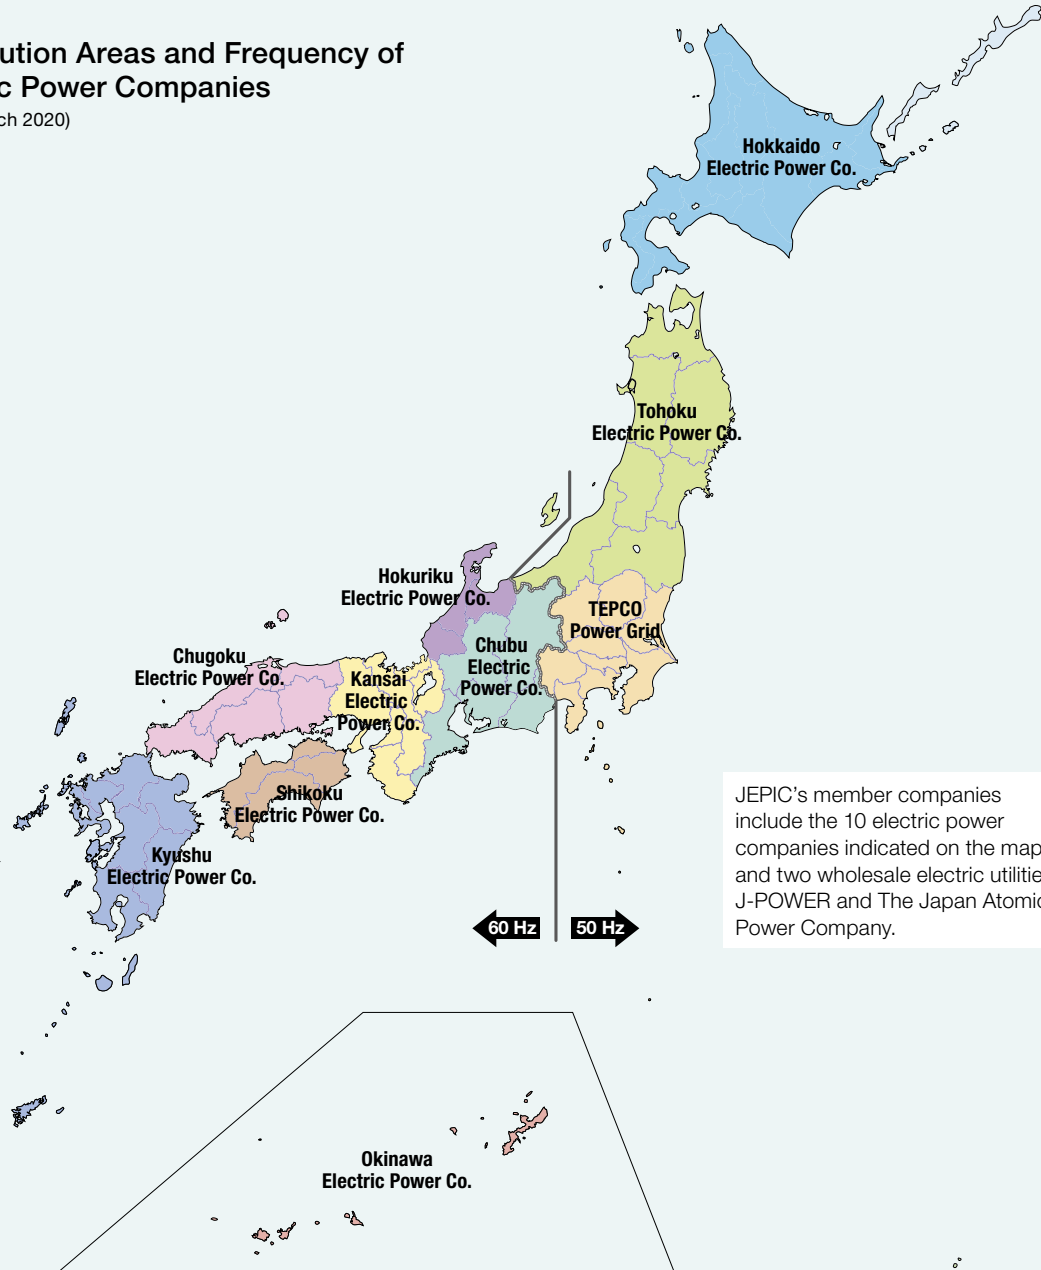 ution Areas and Frequency of
c Power Companies
ch 2020)
Hokkaido
Electric Power Co.
Tohoku
Electric Power Co.
Hokuriku
Electric Power Co.
TEPCO
Power Grid
Chubu
Electric
Power Co.
Chugoku
Electric Power Co.
Kansai
Electric
Power Co.
Shikoku
Electric Power Co.
Kyushu
Electric Power Co.
JEPIC's member companies
include the 10 electric power
companies indicated on the map
and two wholesale electric utilitie
J-POWER and The Japan Atomic
Power Company.
60 Hz
50 Hz
Okinawa
Electric Power Co.